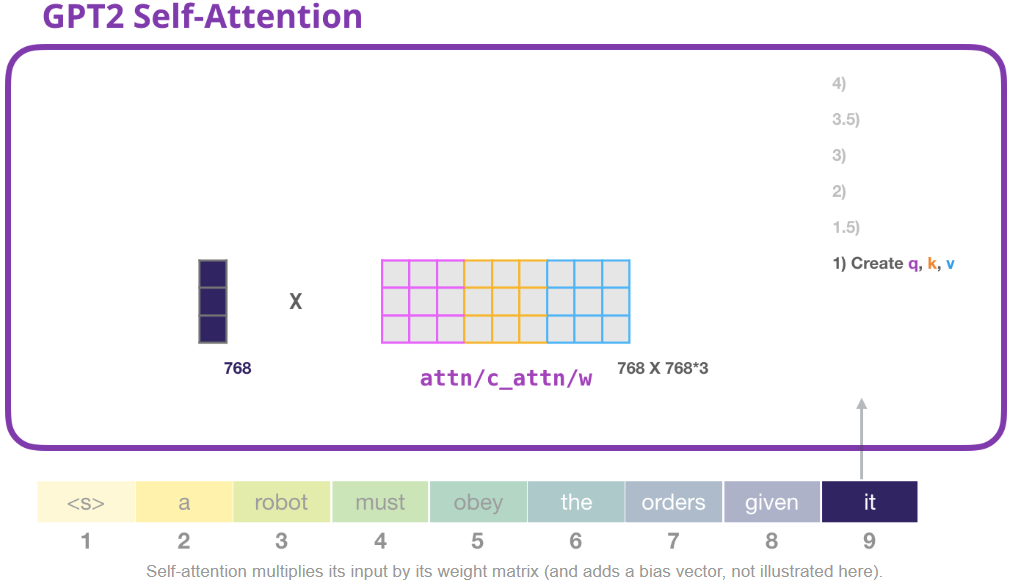 GPT2 Self-Attention
4)
3.5)
3)
2)
1.5)
1) Create q, k, v
X
768
attn/c_attn/w
768 X 768*3
<s> a robot must obey the orders given it
1 2 3 4 5 6 7 8 9
Self-attention multiplies its input by its weight matrix (and adds a bias vector, not illustrated here).